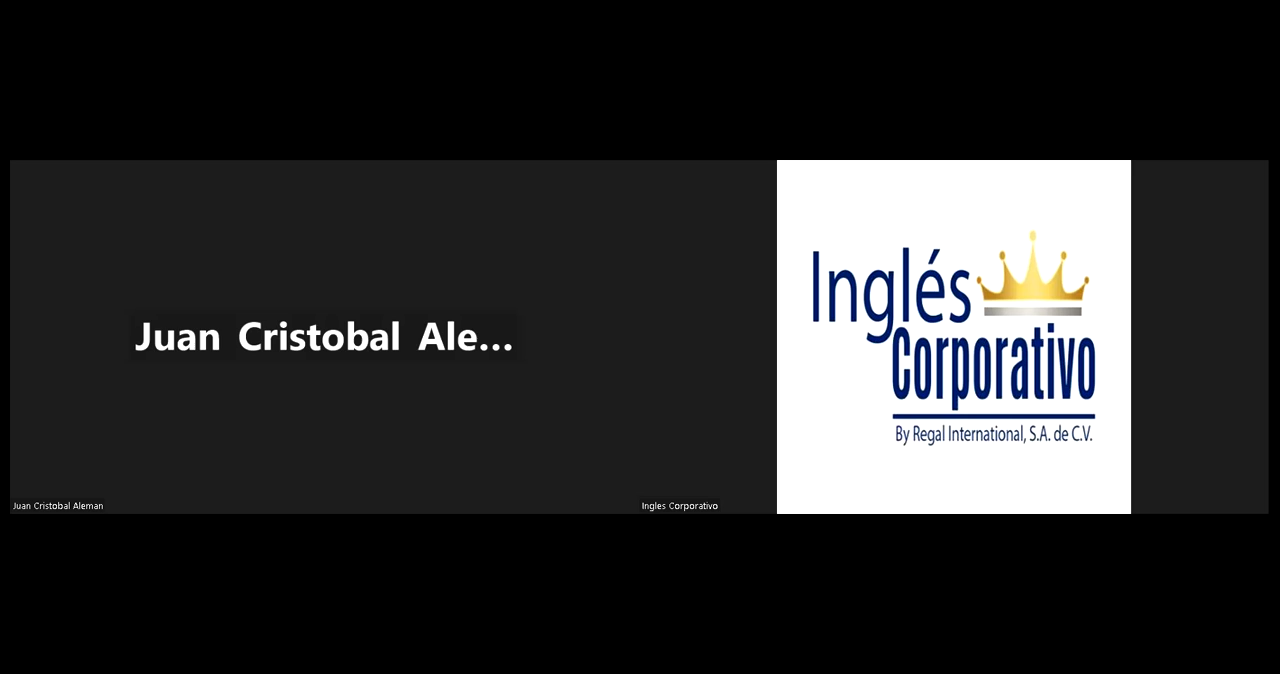 Juan Cristobal Ale...
Juan Cristobal Aleman
Inglés
Corporativo
By Regal International, S.A. de C.V.
Ingles Corporativo